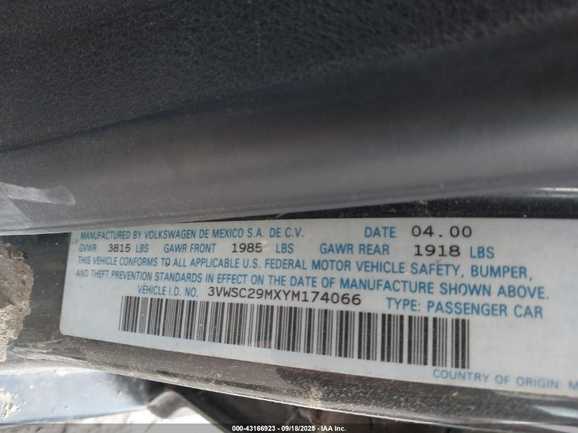 MANUFACTURED BY VOLKSWAGEN DE MEXICO S.A. DE C.V. DATE 04.00
GVWR 3815 LBS GAWR FRONT 1985 LBS GAWR REAR 1918 LBS
THIS VEHICLE CONFORMS TO ALL APPLICABLE U.S. FEDERAL MOTOR VEHICLE SAFETY, BUMPER,
AND THEFT PREVENTION STANDARDS IN EFFECT ON THE DATE OF MANUFACTURE SHOWN ABOVE.
VEHICLE I.D. NO. 3VWSC29MXYM174066 TYPE: PASSENGER CAR
COUNTRY OF ORIGIN
000-43166923 - 09/18/2025 - IAA Inc.